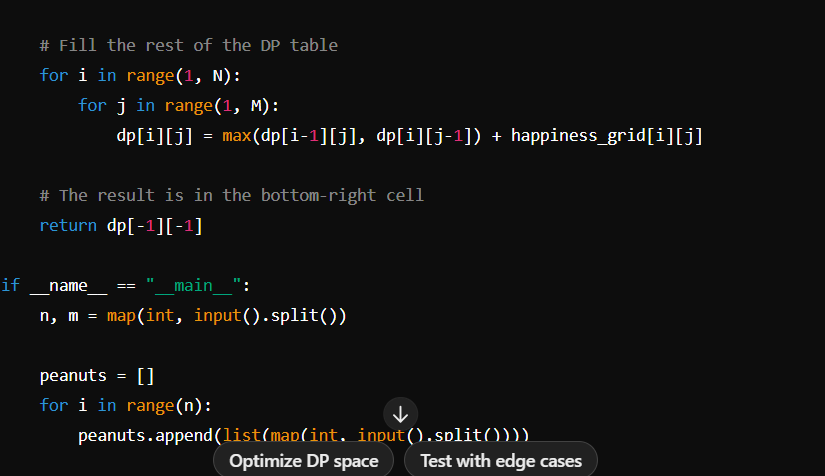 # Fill the rest of the DP table
for i in range(1, N):
for j in range(1, M):
dp[i][j] = max(dp[i-1][j], dp[i][j-1]) + happiness_grid[i][j]
# The result is in the bottom-right cell
return dp[-1][-1]
if __name__ == "__main__":
n, m = map(int, input().split())
peanuts = []
for i in range(n):
peanuts.append(list(map(int, input().split())))
Optimize DP space
Test with edge cases